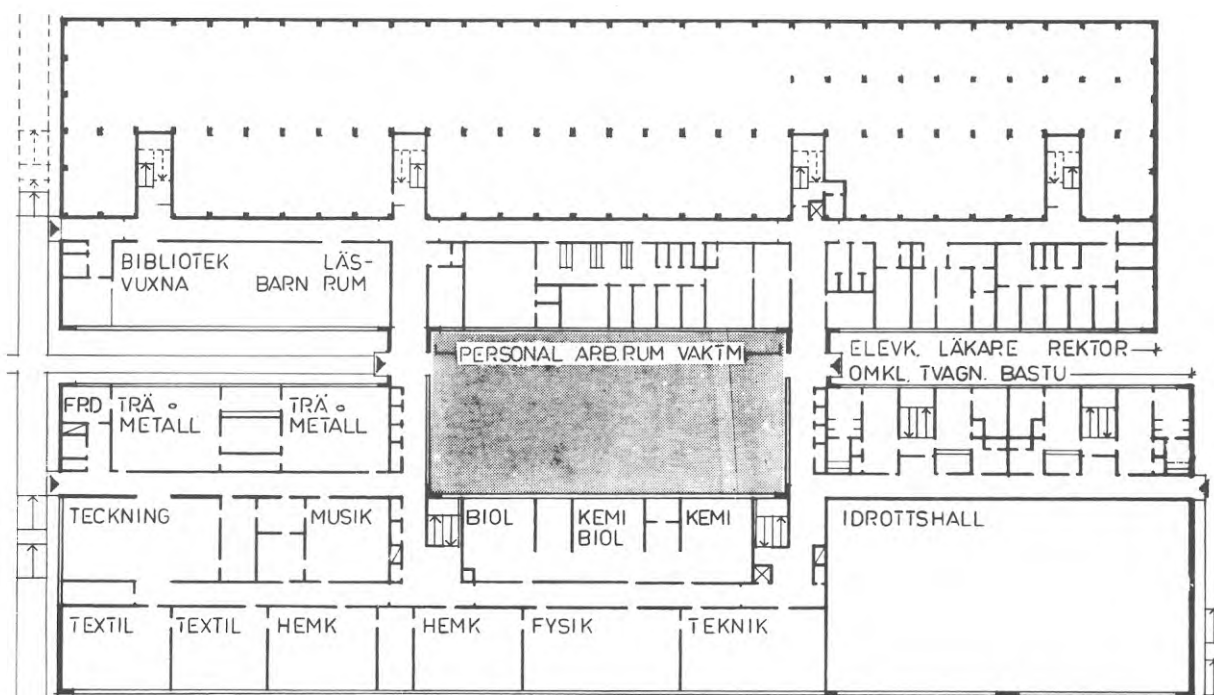 BIBLIOTEK LÄS-
VUXNA BARN RUM
PERSONAL ARB.RUM VAKTM
ELEVK. LÄKARE REKTOR
OMKL. TVAGN. BASTU
FRD TRÄ o TRÄ o
METALL METALL
TECKNING MUSIK BIOL KEMI KEMI IDROTTSHALL
BIOL
TEXTIL TEXTIL HEMK HEMK FYSIK TEKNIK